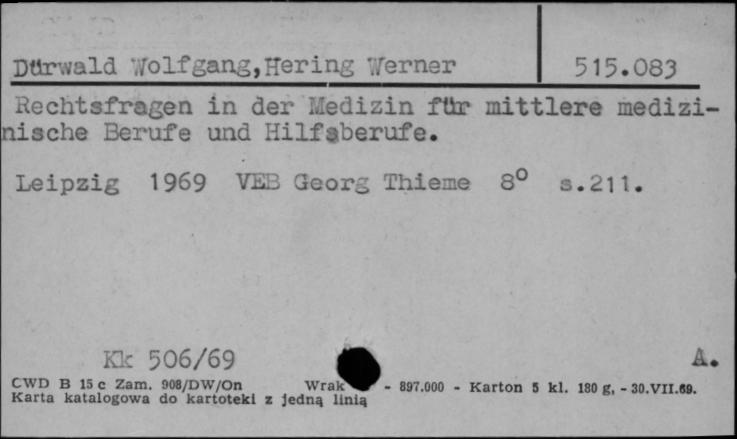 Dürwald Wolfgang,Hering Werner 515.083
Rechtsfragen in der Medizin für mittlere medizi-
nische Berufe und Hilfsberufe.
Leipzig 1969 VEB Georg Thieme 8° s.211.
Kk 506/69 A.
CWD B 15 c Zam. 908/DW/On Wrak - 897.000 - Karton 5 kl. 180 g, - 30.VII.69.
Karta katalogowa do kartoteki z jedną linią